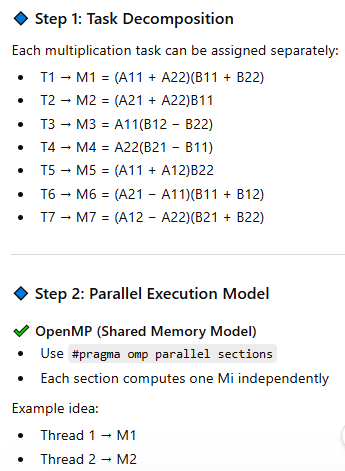 Step 1: Task Decomposition
Each multiplication task can be assigned separately:
• T1 → M1 = (A11 + A22)(B11 + B22)
• T2 → M2 = (A21 + A22)B11
• T3 → M3 = A11(B12 − B22)
• T4 → M4 = A22(B21 − B11)
• T5 → M5 = (A11 + A12)B22
• T6 → M6 = (A21 − A11)(B11 + B12)
• T7 → M7 = (A12 − A22)(B21 + B22)
Step 2: Parallel Execution Model
OpenMP (Shared Memory Model)
• Use #pragma omp parallel sections
• Each section computes one Mi independently
Example idea:
• Thread 1 → M1
• Thread 2 → M2